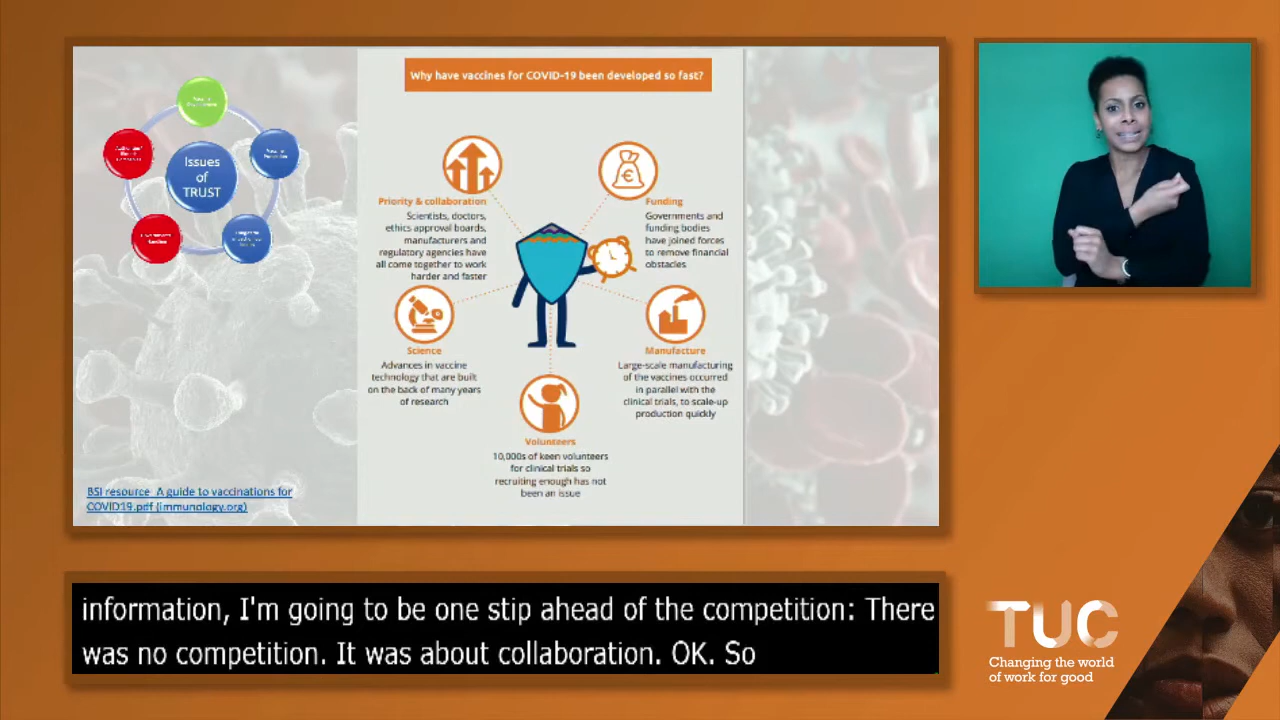 Why have vaccines for COVID-19 been developed so fast?
Issues
of
TRUST
Priority & collaboration
Scientists, doctors,
ethics approval boards,
manufacturers and
regulatory agencies have
all come together to work
harder and faster
Funding
Governments and
funding bodies
have joined forces
to remove financial
obstacles
Science
Advances in vaccine
technology that are built
on the back of many years
of research
Manufacture
Large-scale manufacturing
of the vaccines occurred
in parallel with the
clinical trials, to scale-up
production quickly
Volunteers
10,000s of keen volunteers
for clinical trials so
recruiting enough has not
been an issue
BSI resource A guide to vaccinations for
COVID19.pdf (immunology.org)
information, I'm going to be one stip ahead of the competition: There
was no competition. It was about collaboration. OK. So
TUC
Changing the world
of work for good